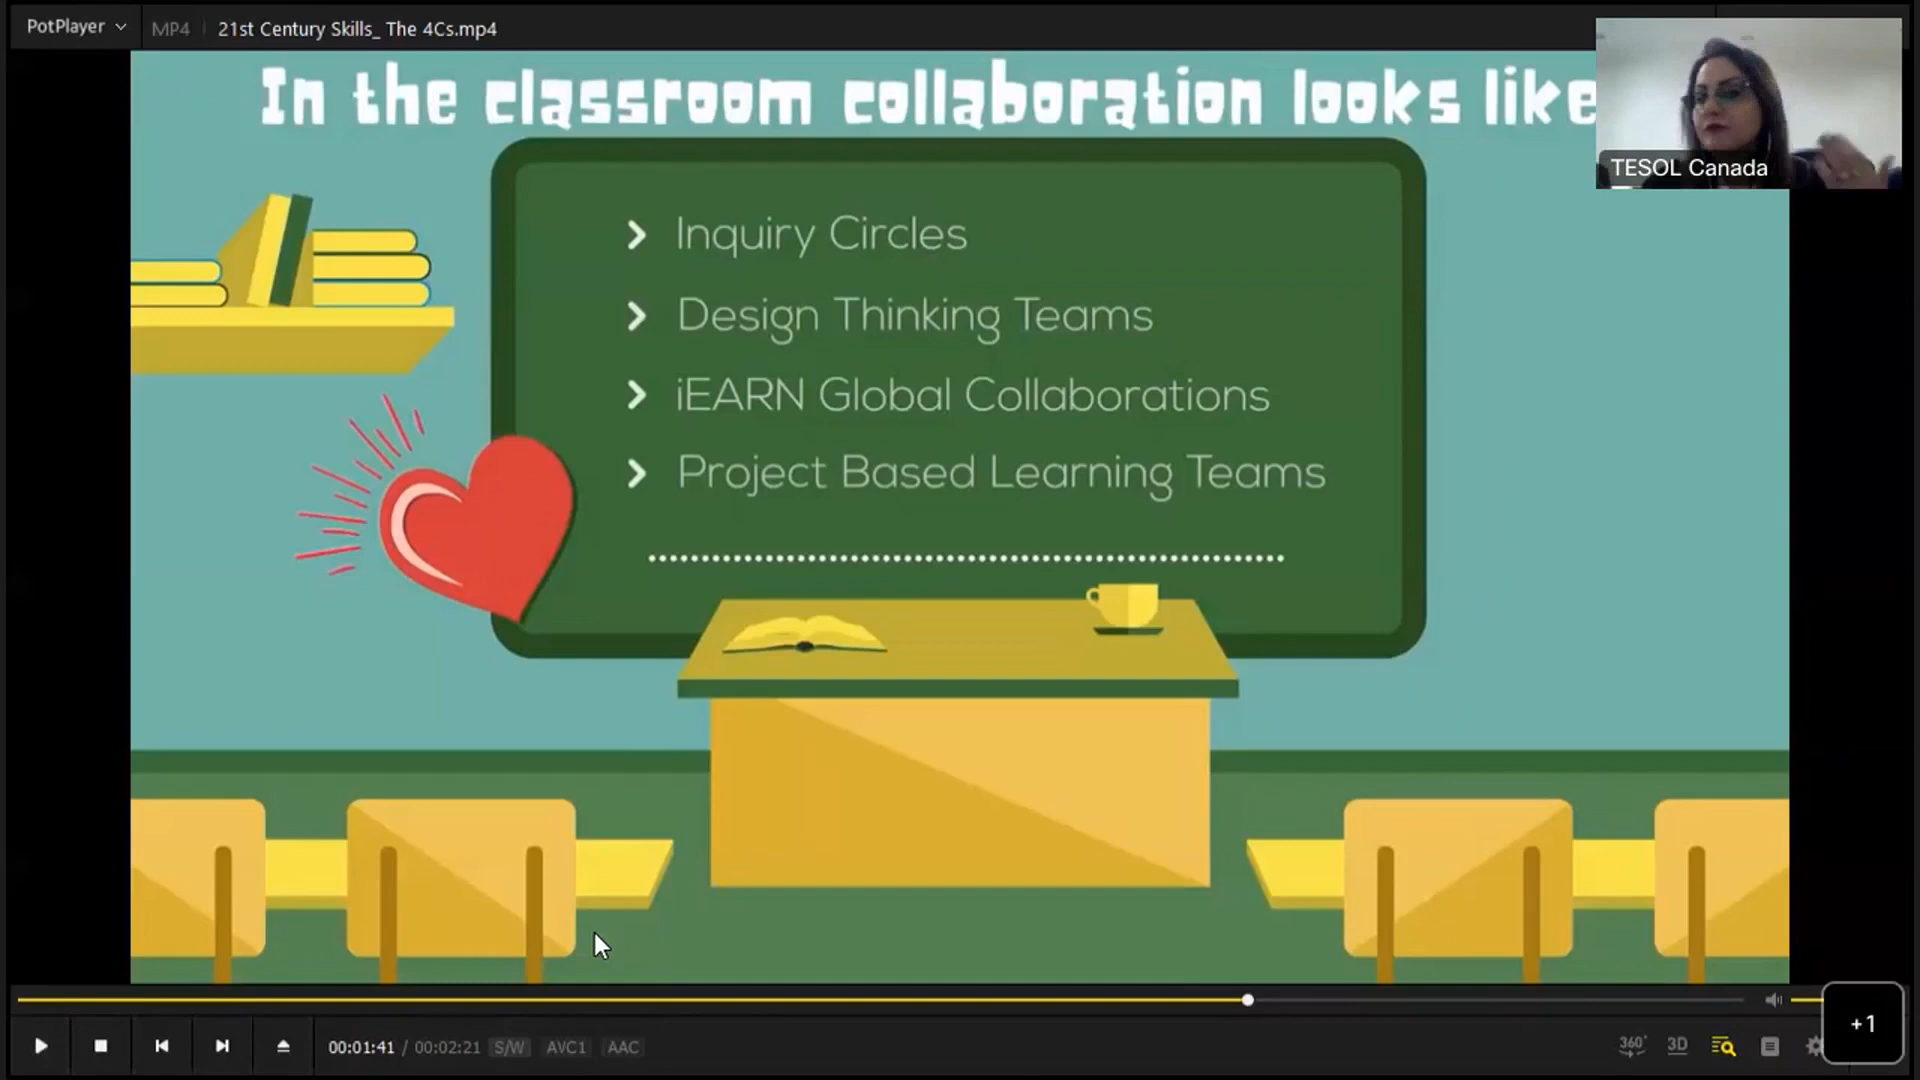 PotPlayer
MP4
21st Century Skills_ The 4Cs.mp4
In the classroom collaboration looks like
TESOL Canada
Inquiry Circles
Design Thinking Teams
iEARN Global Collaborations
Project Based Learning Teams
00:01:41 / 00:02:21 S/W AVC1 AAC
360° 3D
+1